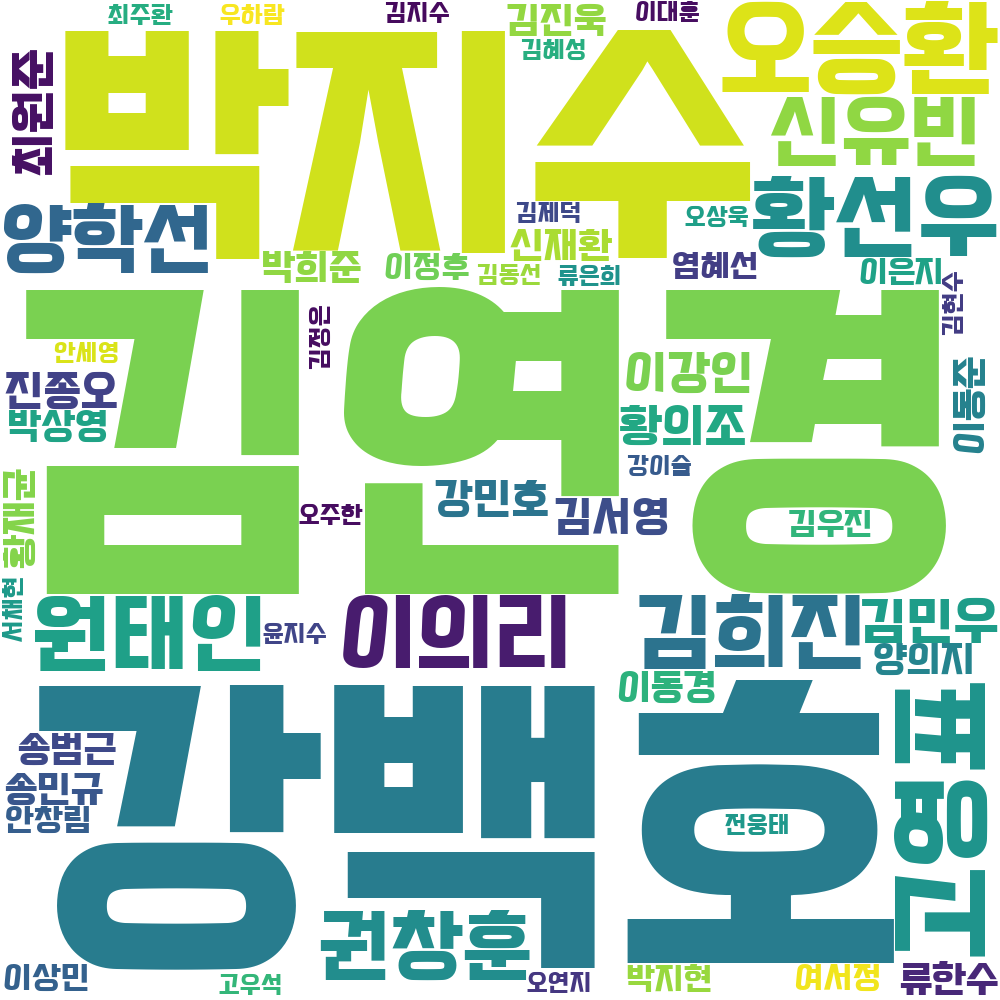 최주환
우하람
김지수
김진욱
이대훈
오승환
김혜성
최원준
박지수
신유빈
양학선
김제덕
오상욱
황선우
신재환
박희준
이정후
김동선
류은희
염혜선
이은지
김현수
김연경
김정은
안세영
진종오
박상영
이강인
황의조
이동준
강이슬
황재균
오주한
강민호
김서영
김우진
서채현
원태인
윤지수
이의리
김희진
김민우
양의지
이동경
강백호
표명고
송범근
송민규
안창림
전웅태
권창훈
이상민
고우석
오연지
박지현
여서정
류한수